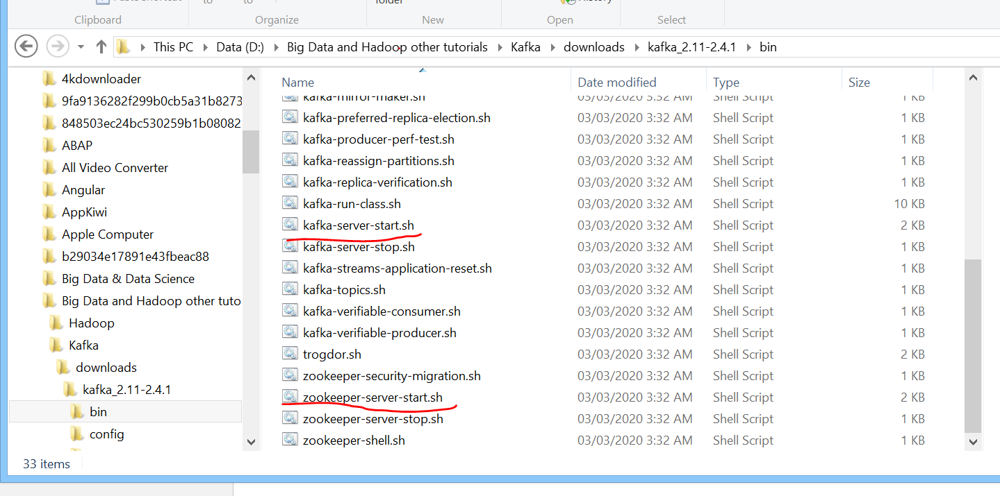 Paste shortcut to to folder History
Clipboard Organize New Open Select
This PC Data (D:) Big Data and Hadoop other tutorials Kafka downloads kafka_2.11-2.4.1 bin
4kdownloader
9fa9136282f299b0cb5a31b8273
848503ec24bc530259b1b08082
ABAP
All Video Converter
Angular
AppKiwi
Apple Computer
b29034e17891e43fbeac88
Big Data & Data Science
Big Data and Hadoop other tuto
Hadoop
Kafka
downloads
kafka_2.11-2.4.1
bin
config
Name Date modified Type Size
kafka-mirror-maker.sh 03/03/2020 3:32 AM Shell Script 1 KB
kafka-preferred-replica-election.sh 03/03/2020 3:32 AM Shell Script 1 KB
kafka-producer-perf-test.sh 03/03/2020 3:32 AM Shell Script 1 KB
kafka-reassign-partitions.sh 03/03/2020 3:32 AM Shell Script 1 KB
kafka-replica-verification.sh 03/03/2020 3:32 AM Shell Script 1 KB
kafka-run-class.sh 03/03/2020 3:32 AM Shell Script 10 KB
kafka-server-start.sh 03/03/2020 3:32 AM Shell Script 2 KB
kafka-server-stop.sh 03/03/2020 3:32 AM Shell Script 1 KB
kafka-streams-application-reset.sh 03/03/2020 3:32 AM Shell Script 1 KB
kafka-topics.sh 03/03/2020 3:32 AM Shell Script 1 KB
kafka-verifiable-consumer.sh 03/03/2020 3:32 AM Shell Script 1 KB
kafka-verifiable-producer.sh 03/03/2020 3:32 AM Shell Script 1 KB
trogdor.sh 03/03/2020 3:32 AM Shell Script 2 KB
zookeeper-security-migration.sh 03/03/2020 3:32 AM Shell Script 1 KB
zookeeper-server-start.sh 03/03/2020 3:32 AM Shell Script 2 KB
zookeeper-server-stop.sh 03/03/2020 3:32 AM Shell Script 1 KB
zookeeper-shell.sh 03/03/2020 3:32 AM Shell Script 1 KB
33 items